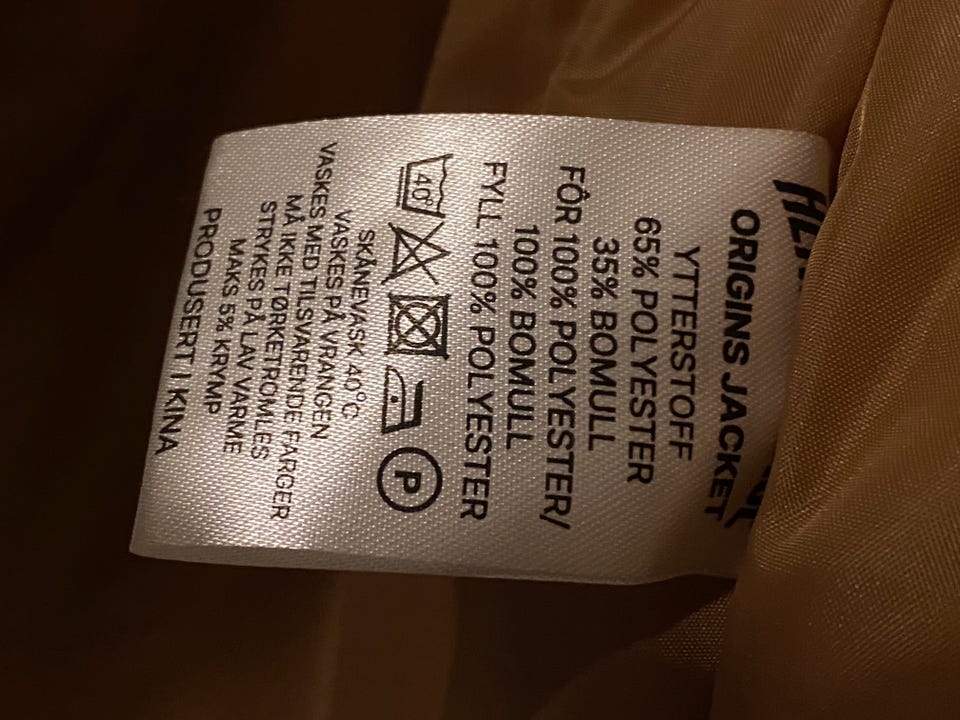 ORIGINS JACKET
YTTERSTOFF
65% POLYESTER
35% BOMULL
FÔR 100% POLYESTER/
100% BOMULL
FYLL 100% POLYESTER
40°
P
SKÅNEVASK 40°C
VASKES PÅ VRANGEN
VASKES MED TILSVARENDE FARGER
MÅ IKKE TØRKETROMLES
STRYKES PÅ LAV VARME
MAKS 5% KRYMP
PRODUSERT I KINA